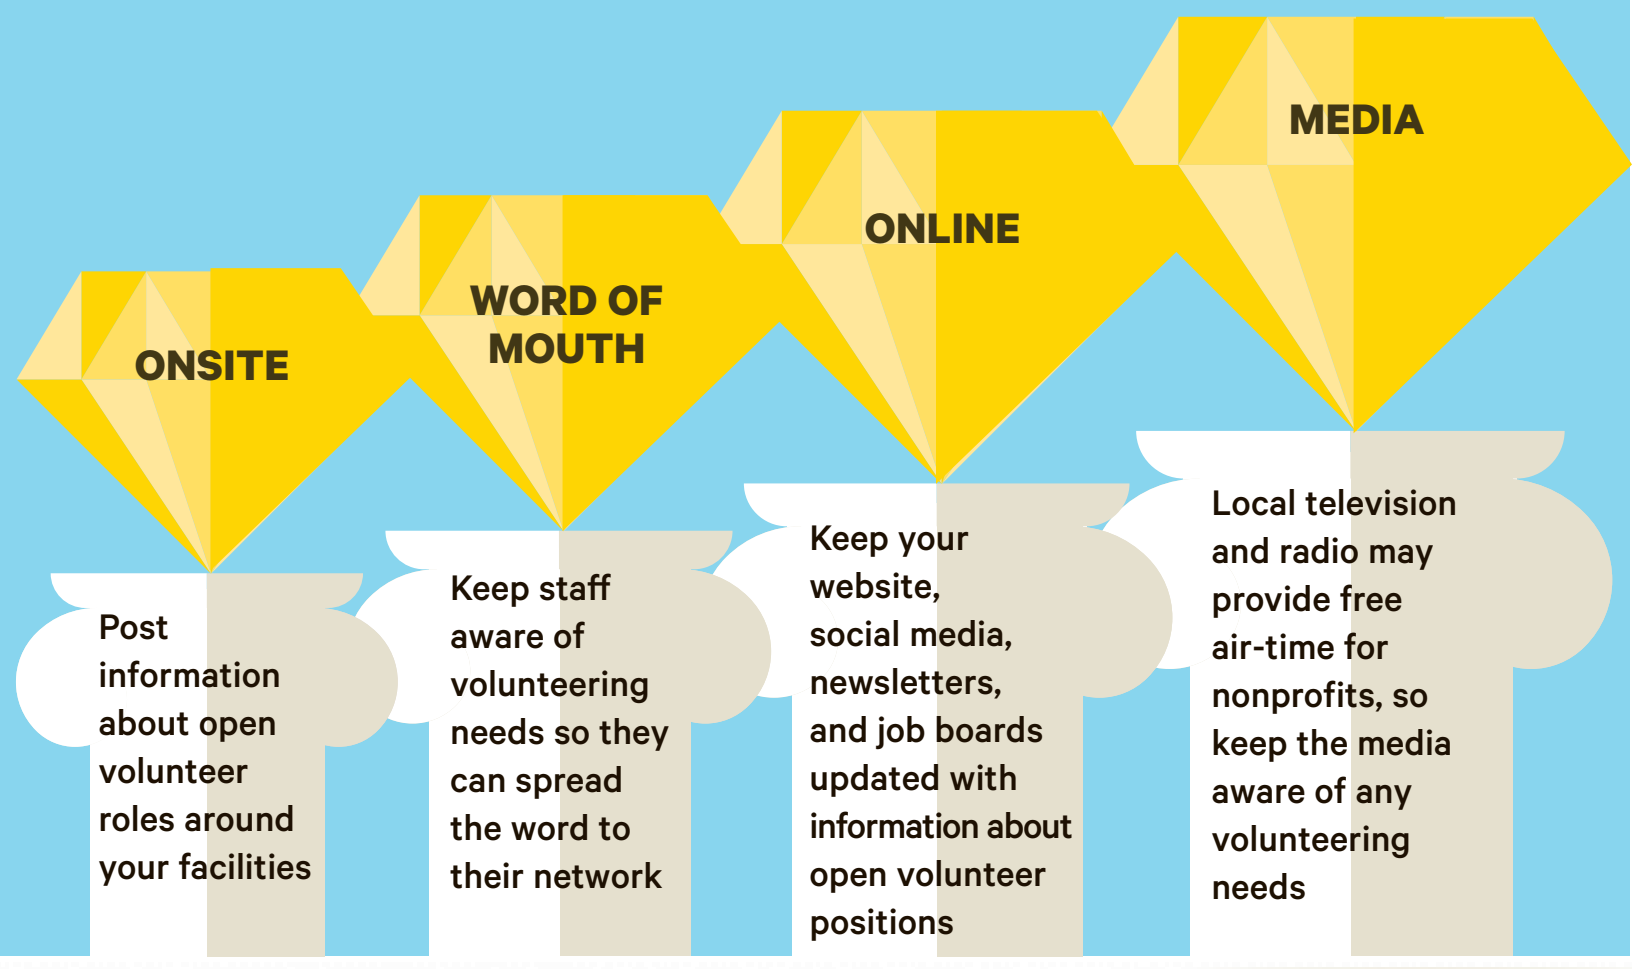 ONSITE
Post
information
about open
volunteer
roles around
your facilities
WORD OF
MOUTH
Keep staff
aware of
volunteering
needs so they
can spread
the word to
their network
ONLINE
Keep your
website,
social media,
newsletters,
and job boards
updated with
information about
open volunteer
positions
MEDIA
Local television
and radio may
provide free
air-time for
nonprofits, so
keep the media
aware of any
volunteering
needs